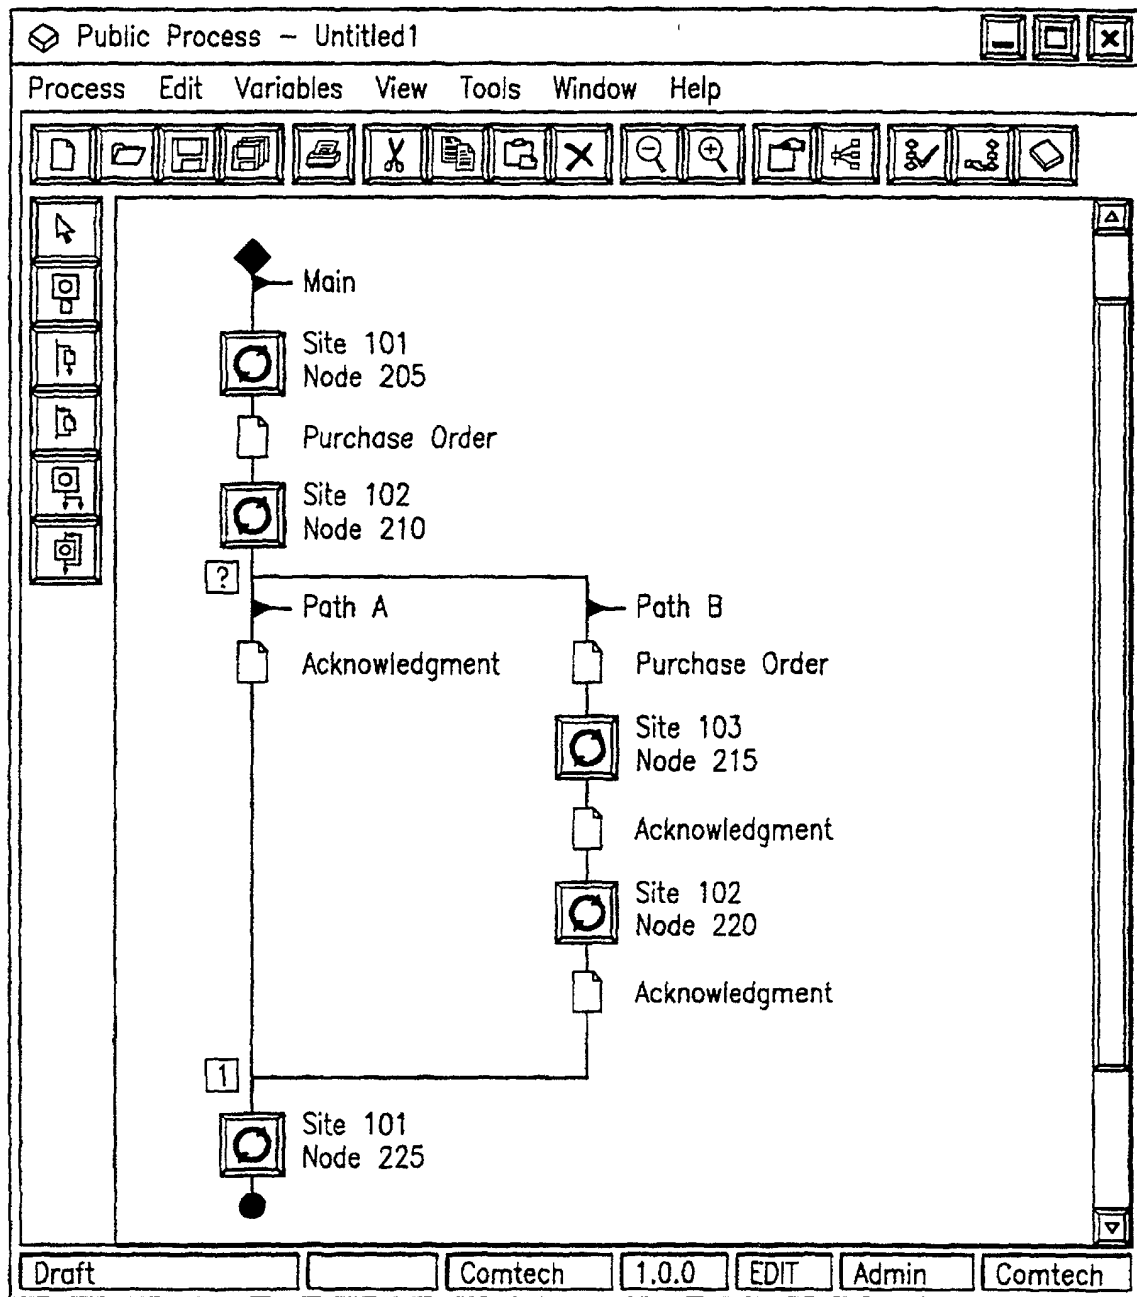 Public Process – Untitled1
Process Edit Variables View Tools Window Help
Main
Site 101
Node 205
Purchase Order
Site 102
Node 210
?
Path A
Path B
Acknowledgment
Purchase Order
Site 103
Node 215
Acknowledgment
Site 102
Node 220
Acknowledgment
1
Site 101
Node 225
Draft Comtech 1.0.0 EDIT Admin Comtech